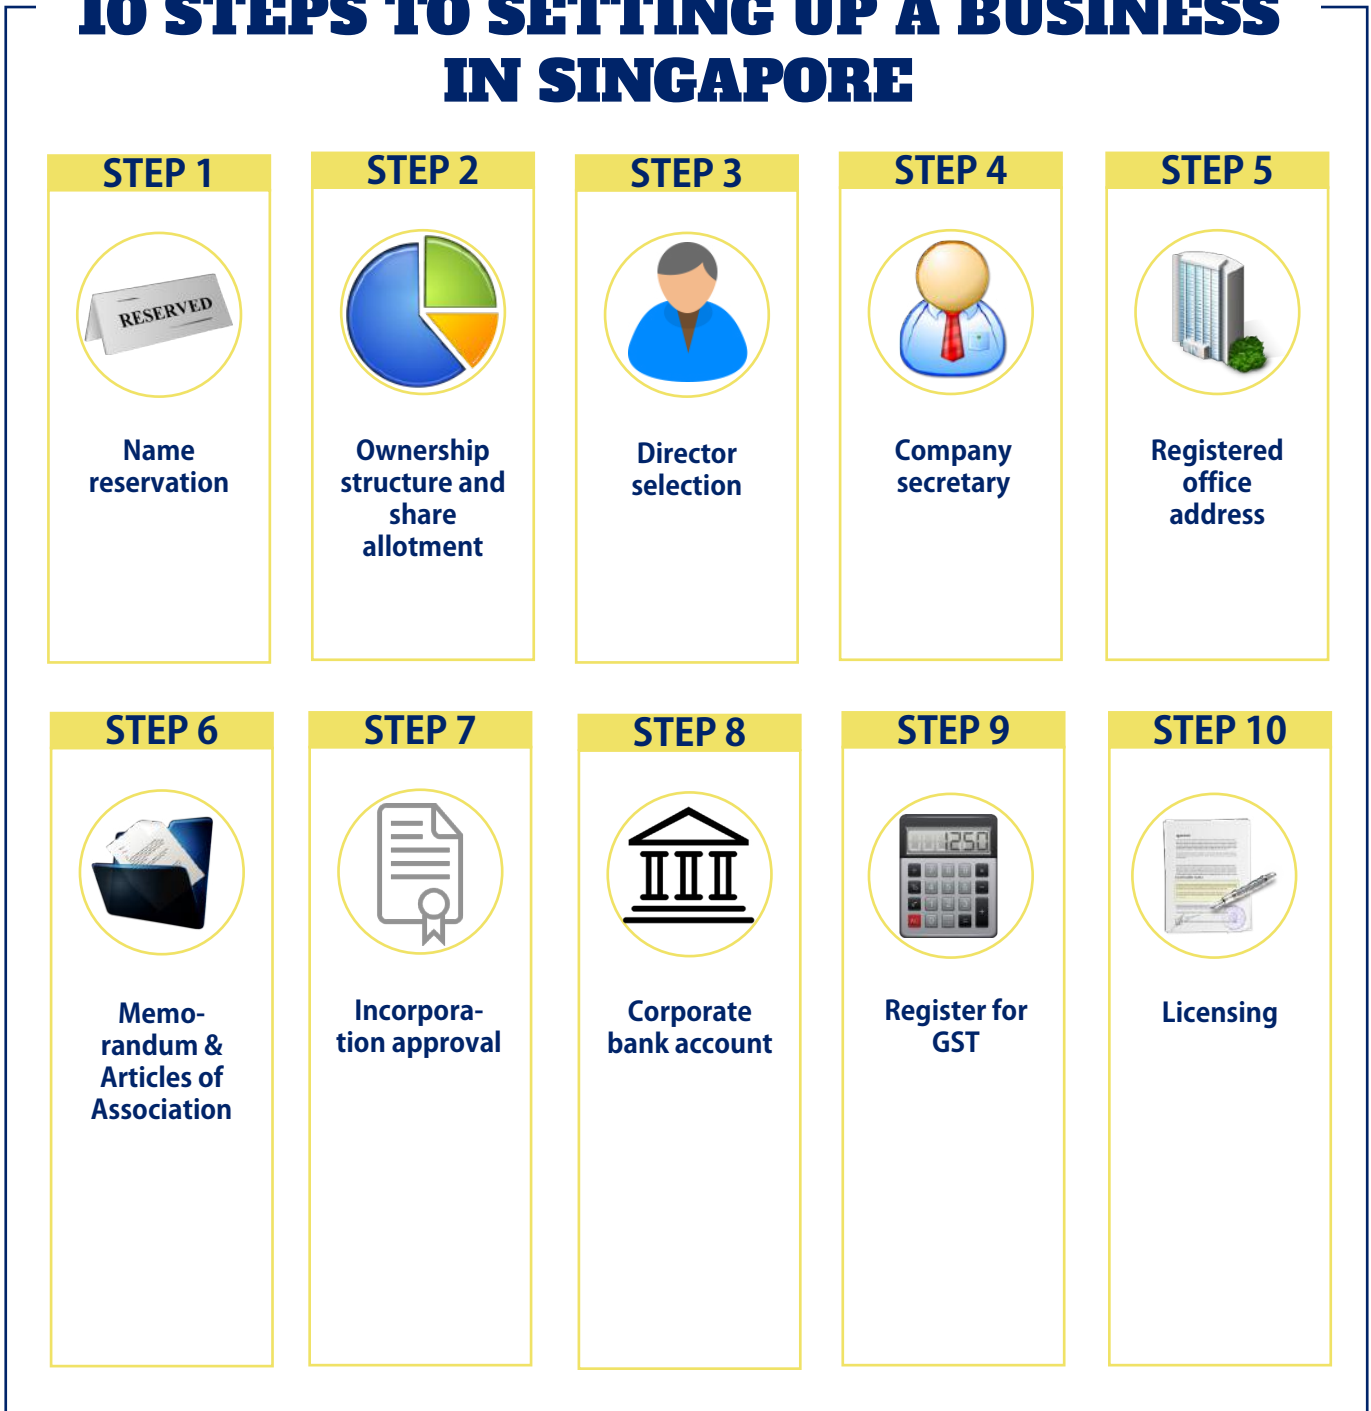 10 STEPS TO SETTING UP A BUSINESS
IN SINGAPORE
STEP 1
RESERVED
Name
reservation
STEP 2
Ownership
structure and
share
allotment
STEP 3
Director
selection
STEP 4
Company
secretary
STEP 5
Registered
office
address
STEP 6
Memo-
randum &
Articles of
Association
STEP 7
Incorpora-
tion approval
STEP 8
Corporate
bank account
STEP 9
1250
Register for
GST
STEP 10
Licensing